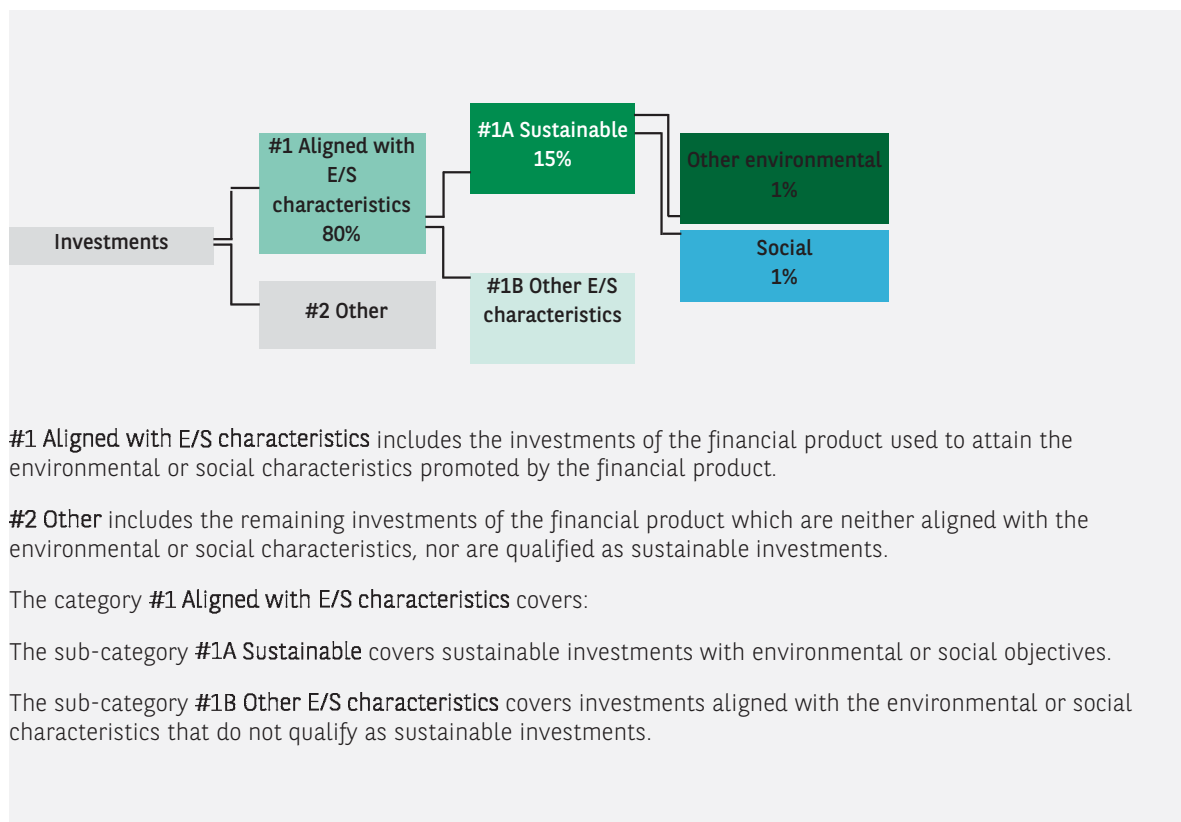 #1A Sustainable
15%
#1 Aligned with
E/S
characteristics
80%
Other environmental
1%
Investments
Social
1%
#2 Other
#1B Other E/S
characteristics
#1 Aligned with E/S characteristics includes the investments of the financial product used to attain the
environmental or social characteristics promoted by the financial product.
#2 Other includes the remaining investments of the financial product which are neither aligned with the
environmental or social characteristics, nor are qualified as sustainable investments.
The category #1 Aligned with E/S characteristics covers:
The sub-category #1A Sustainable covers sustainable investments with environmental or social objectives.
The sub-category #1B Other E/S characteristics covers investments aligned with the environmental or social
characteristics that do not qualify as sustainable investments.